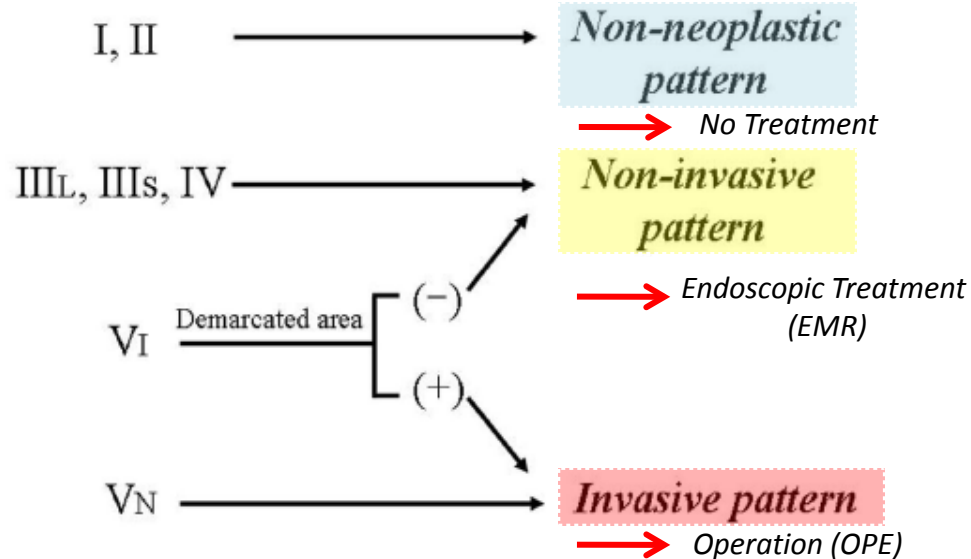 I, II
Non-neoplastic
pattern
No Treatment
IIIL, IIIs, IV
Non-invasive
pattern
Endoscopic Treatment
(EMR)
(−)
Demarcated area
VI
(+)
VN
Invasive pattern
Operation (OPE)